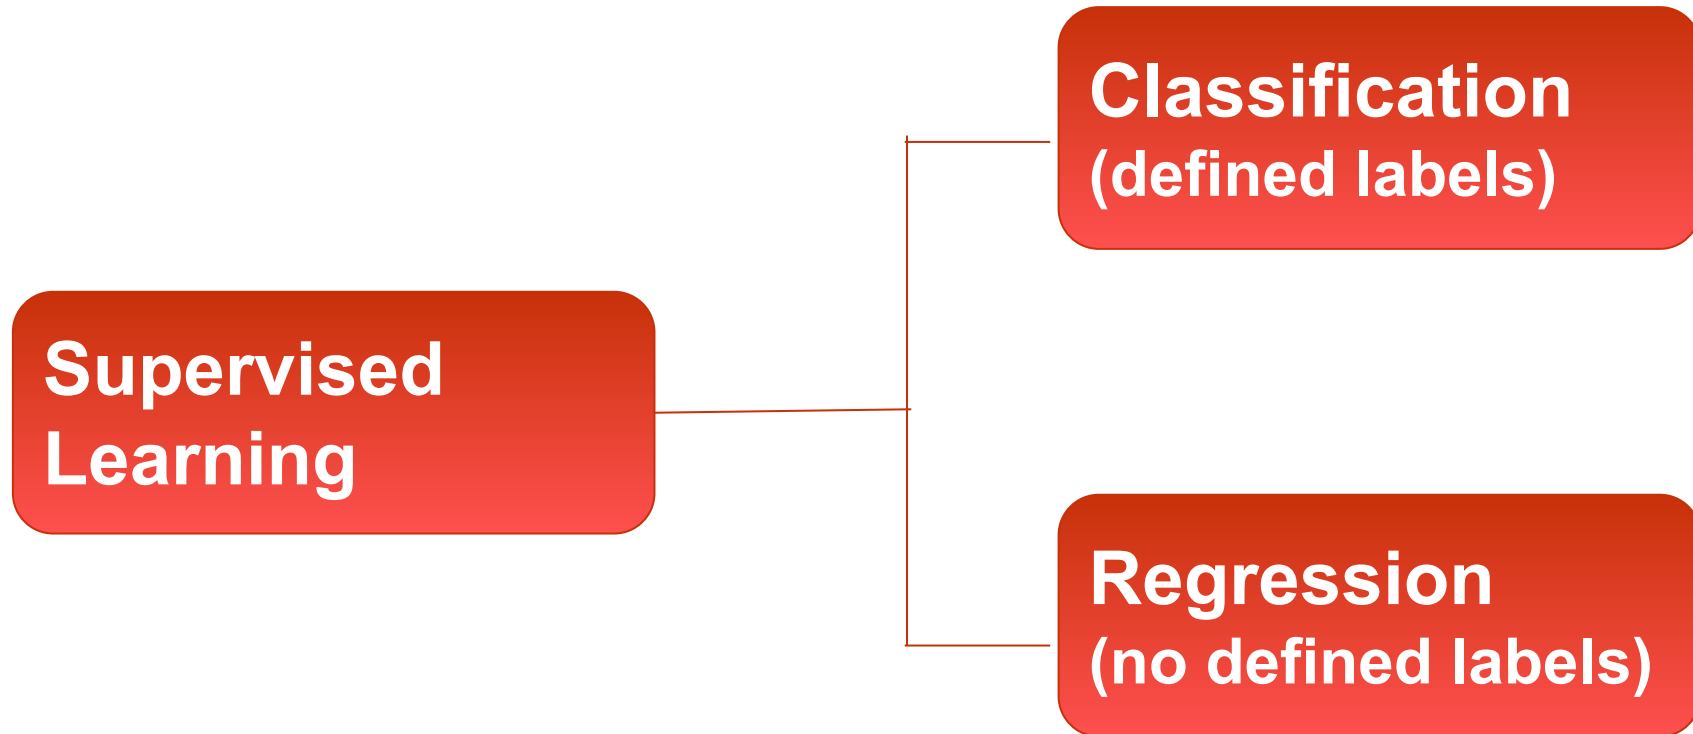 Classification
(defined labels)
Supervised
Learning
Regression
(no defined labels)